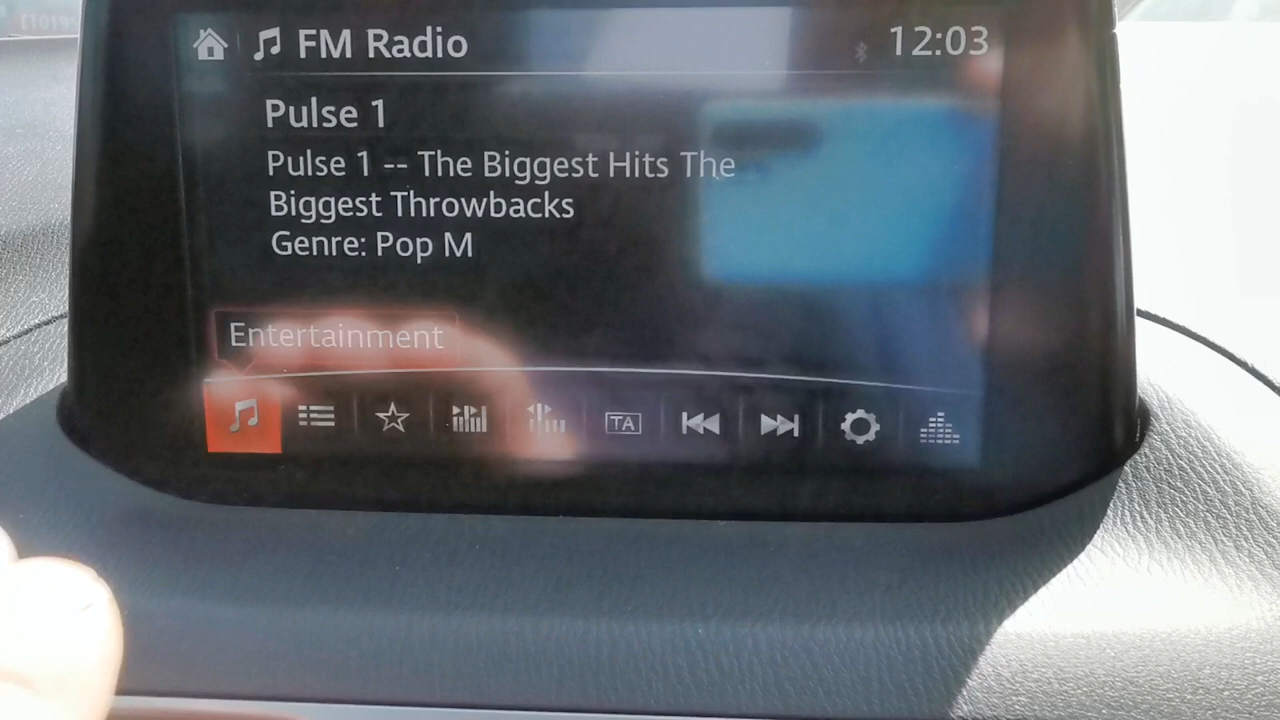 FM Radio
12:03
Pulse 1
Pulse 1 -- The Biggest Hits The
Biggest Throwbacks
Genre: Pop M
Entertainment
TA